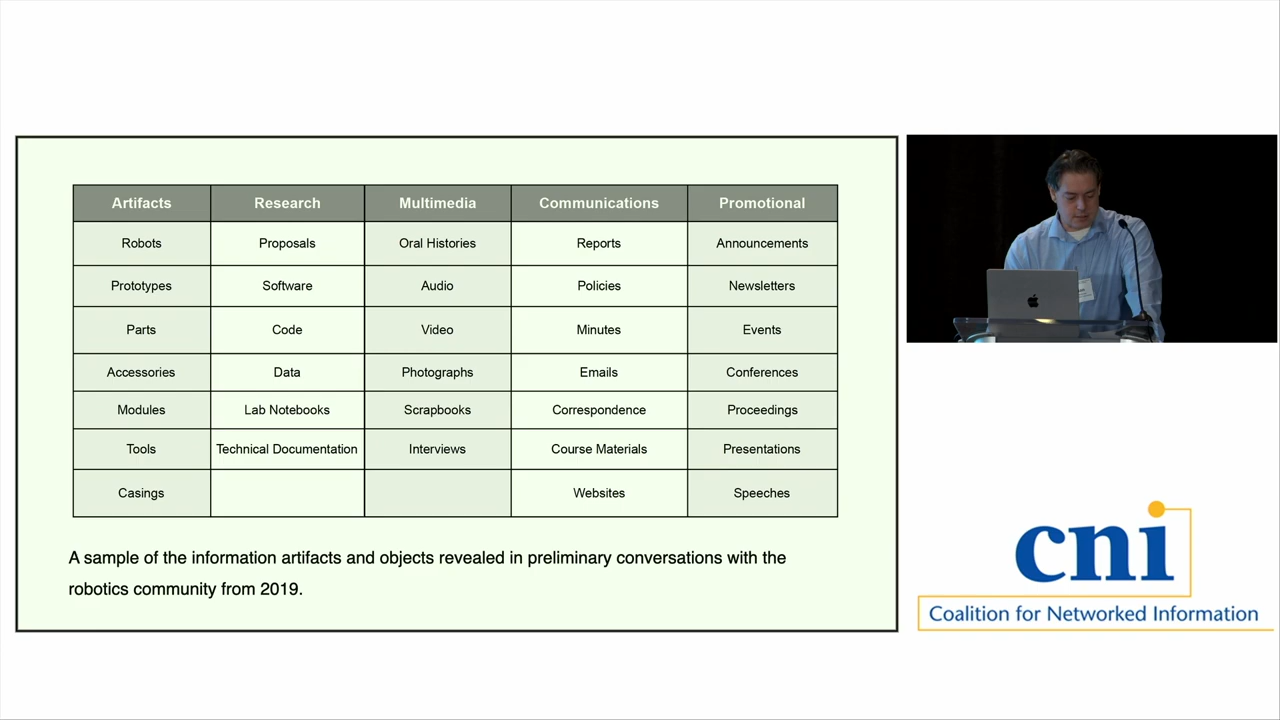 Artifacts Research Multimedia Communications Promotional
Robots Proposals Oral Histories Reports Announcements
Prototypes Software Audio Policies Newsletters
Parts Code Video Minutes Events
Accessories Data Photographs Emails Conferences
Modules Lab Notebooks Scrapbooks Correspondence Proceedings
Tools Technical Documentation Interviews Course Materials Presentations
Casings Websites Speeches
A sample of the information artifacts and objects revealed in preliminary conversations with the
robotics community from 2019.
cni
Coalition for Networked Information